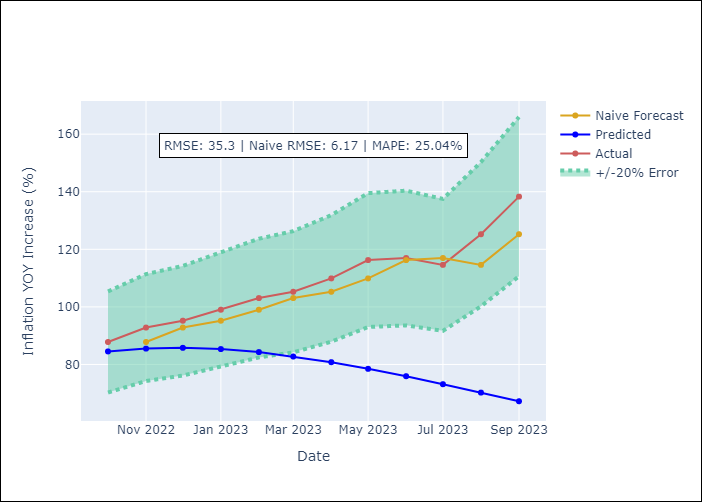 RMSE: 35.3 | Naive RMSE: 6.17 | MAPE: 25.04%
Naive Forecast
Predicted
Actual
+/-20% Error
Inflation YOY Increase (%)
160
140
120
100
80
Nov 2022
Jan 2023
Mar 2023
May 2023
Jul 2023
Sep 2023
Date